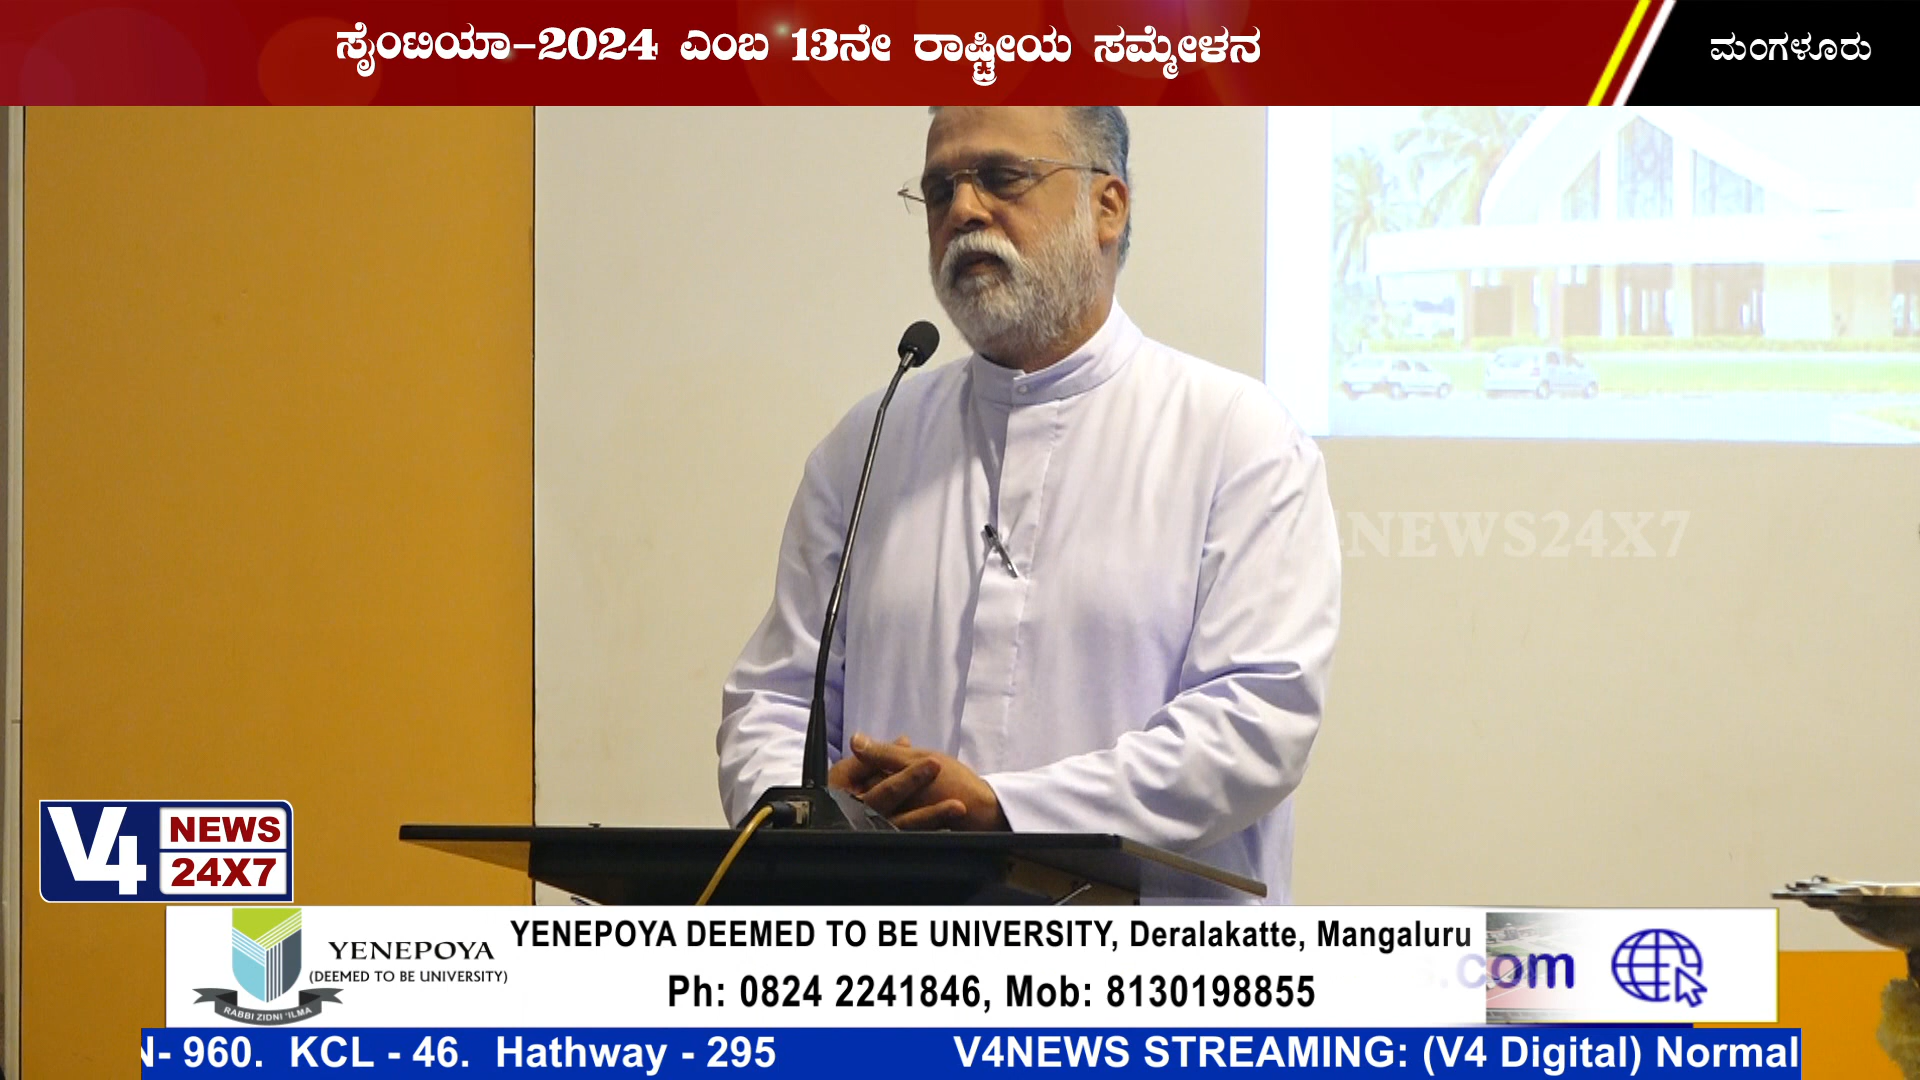 ಸೈಂಟಿಯಾ-2024 ಎಂಬ 13ನೇ ರಾಷ್ಟ್ರೀಯ ಸಮ್ಮೇಳನ
ಮಂಗಳೂರು
NEWS24X7
V4 NEWS 24X7
YENEPOYA
(DEEMED TO BE UNIVERSITY)
RABBI ZIDNI 'ILMA
YENEPOYA DEEMED TO BE UNIVERSITY, Deralakatte, Mangaluru
Ph: 0824 2241846, Mob: 8130198855
.com
N- 960. KCL - 46. Hathway - 295 V4NEWS STREAMING: (V4 Digital) Normal